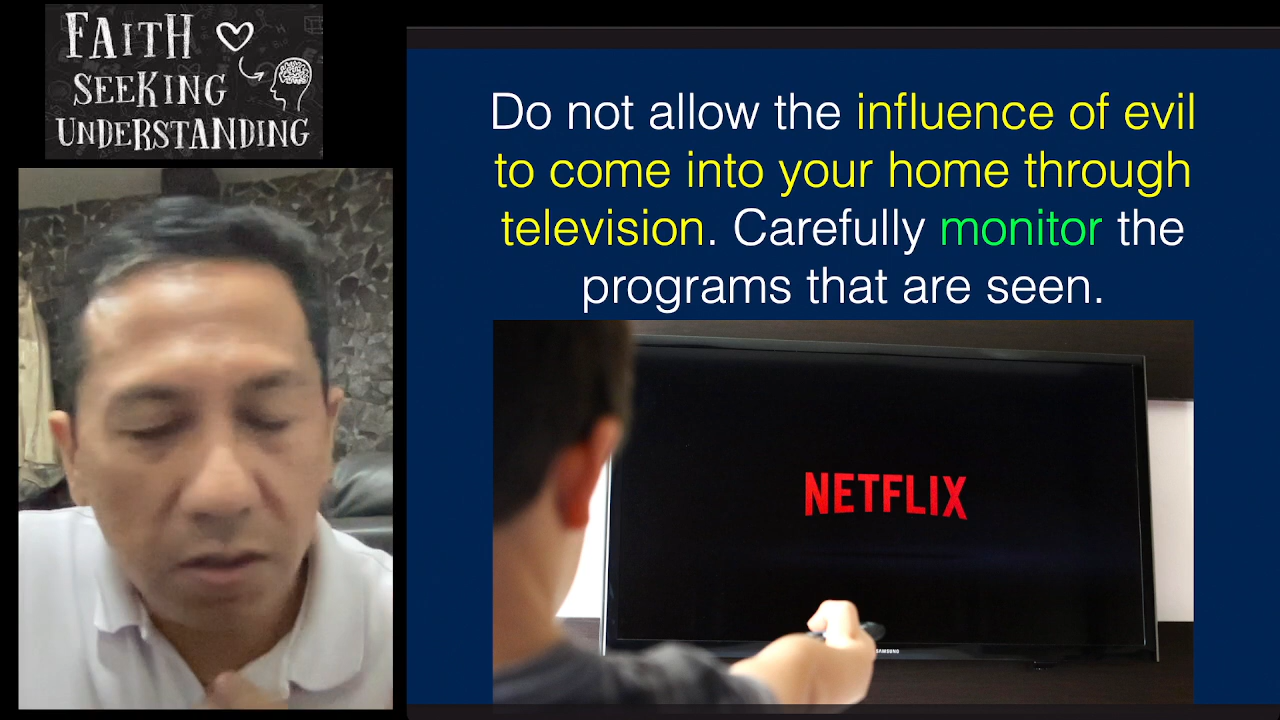 FAITH
SEEKING
UNDERSTANDING
Do not allow the influence of evil
to come into your home through
television. Carefully monitor the
programs that are seen.
NETFLIX
SAMSUNG